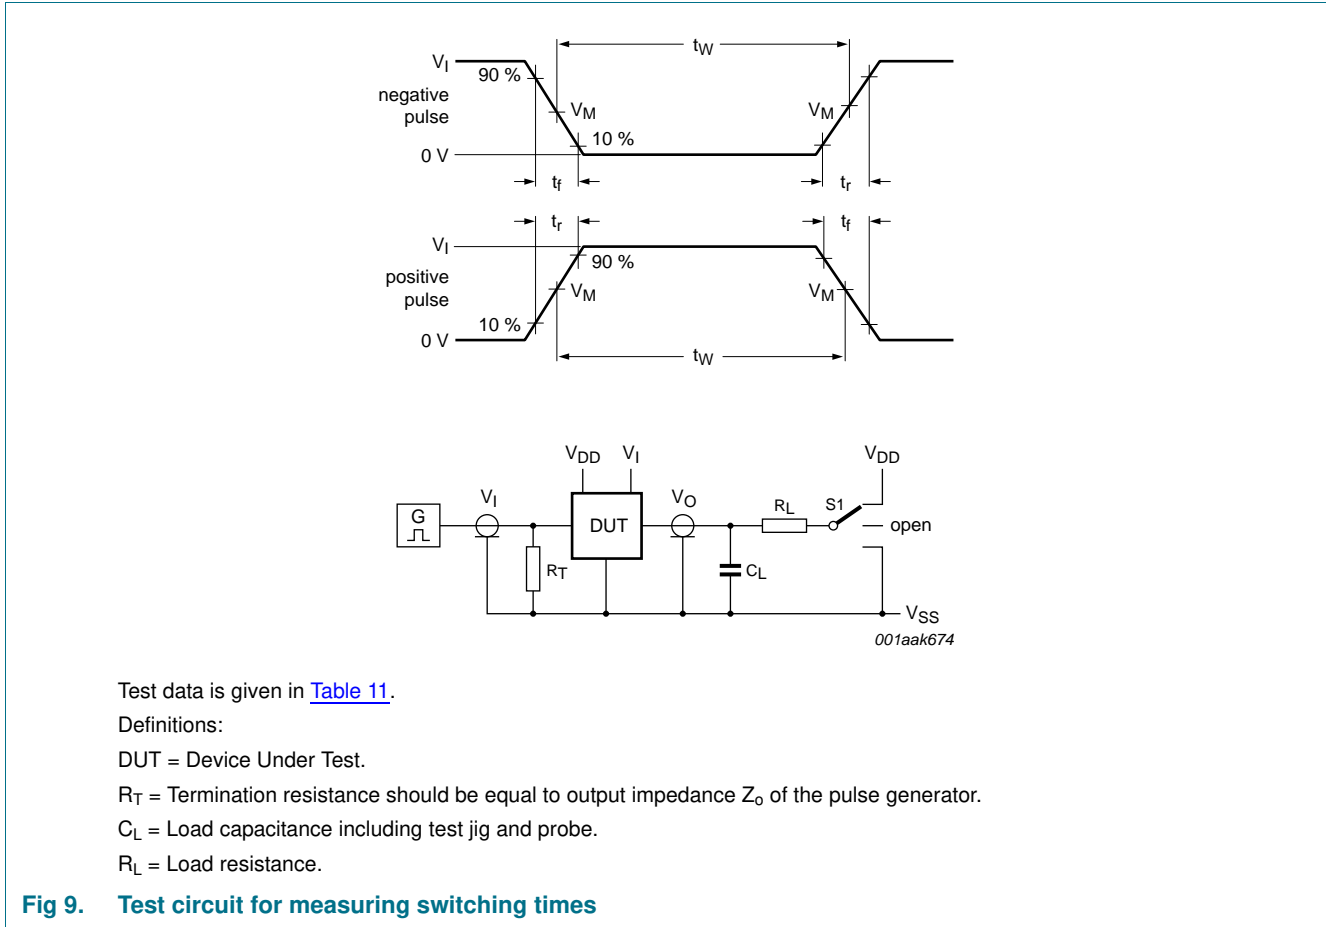 tW
VI
90 %
negative
pulse
VM
VM
10 %
0 V
tf
tr
tr
tf
VI
90 %
positive
pulse
VM
VM
10 %
0 V
tW
VDD
VI
VDD
VI
VO
RL
S1
G
DUT
open
RT
CL
VSS
001aak674
Test data is given in Table 11.
Definitions:
DUT = Device Under Test.
RT = Termination resistance should be equal to output impedance Zo of the pulse generator.
CL = Load capacitance including test jig and probe.
RL = Load resistance.
Fig 9. Test circuit for measuring switching times